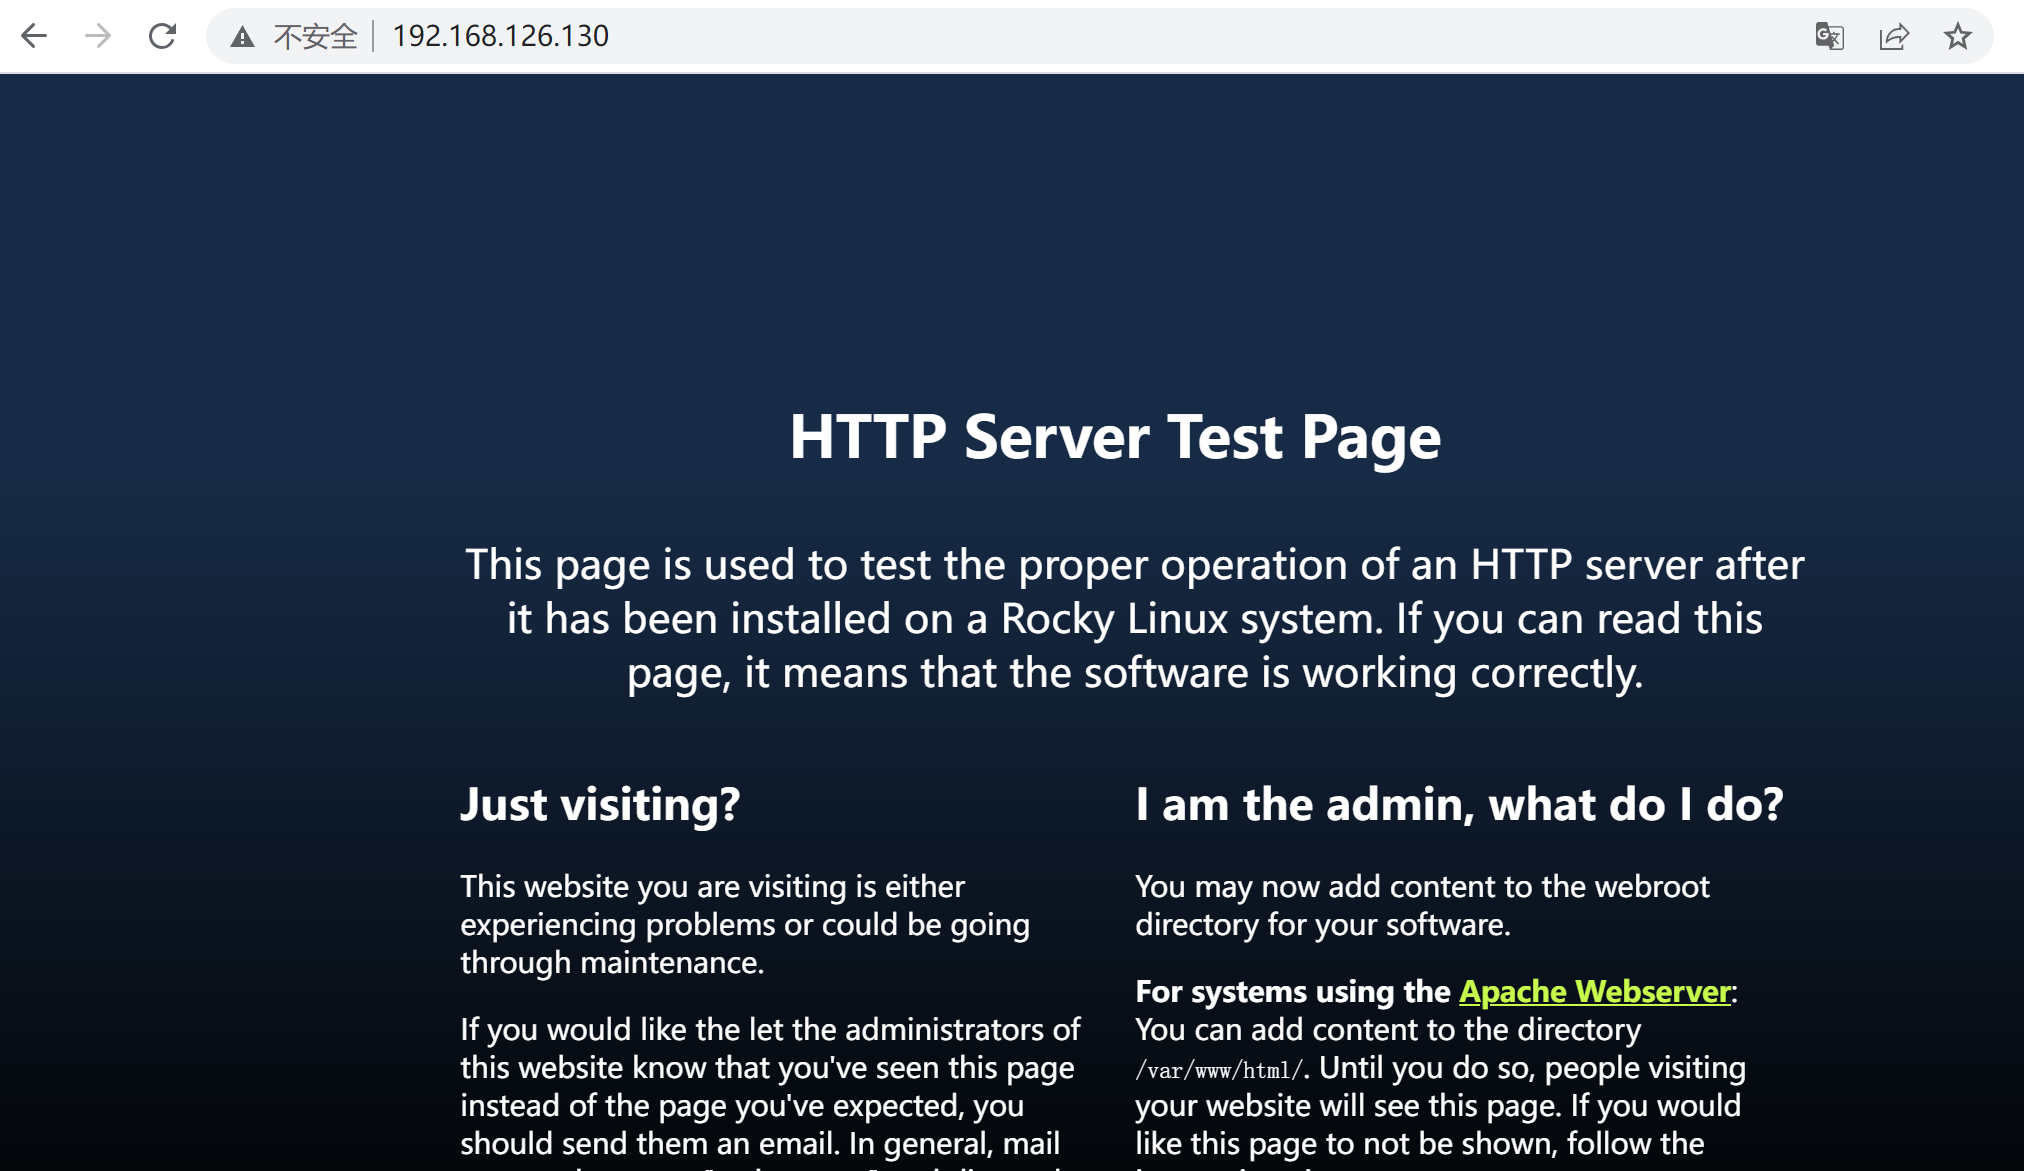 不安全 192.168.126.130
HTTP Server Test Page
This page is used to test the proper operation of an HTTP server after
it has been installed on a Rocky Linux system. If you can read this
page, it means that the software is working correctly.
Just visiting?
This website you are visiting is either
experiencing problems or could be going
through maintenance.
If you would like the let the administrators of
this website know that you've seen this page
instead of the page you've expected, you
should send them an email. In general, mail
I am the admin, what do I do?
You may now add content to the webroot
directory for your software.
For systems using the Apache Webserver:
You can add content to the directory
/var/www/html/. Until you do so, people visiting
your website will see this page. If you would
like this page to not be shown, follow the